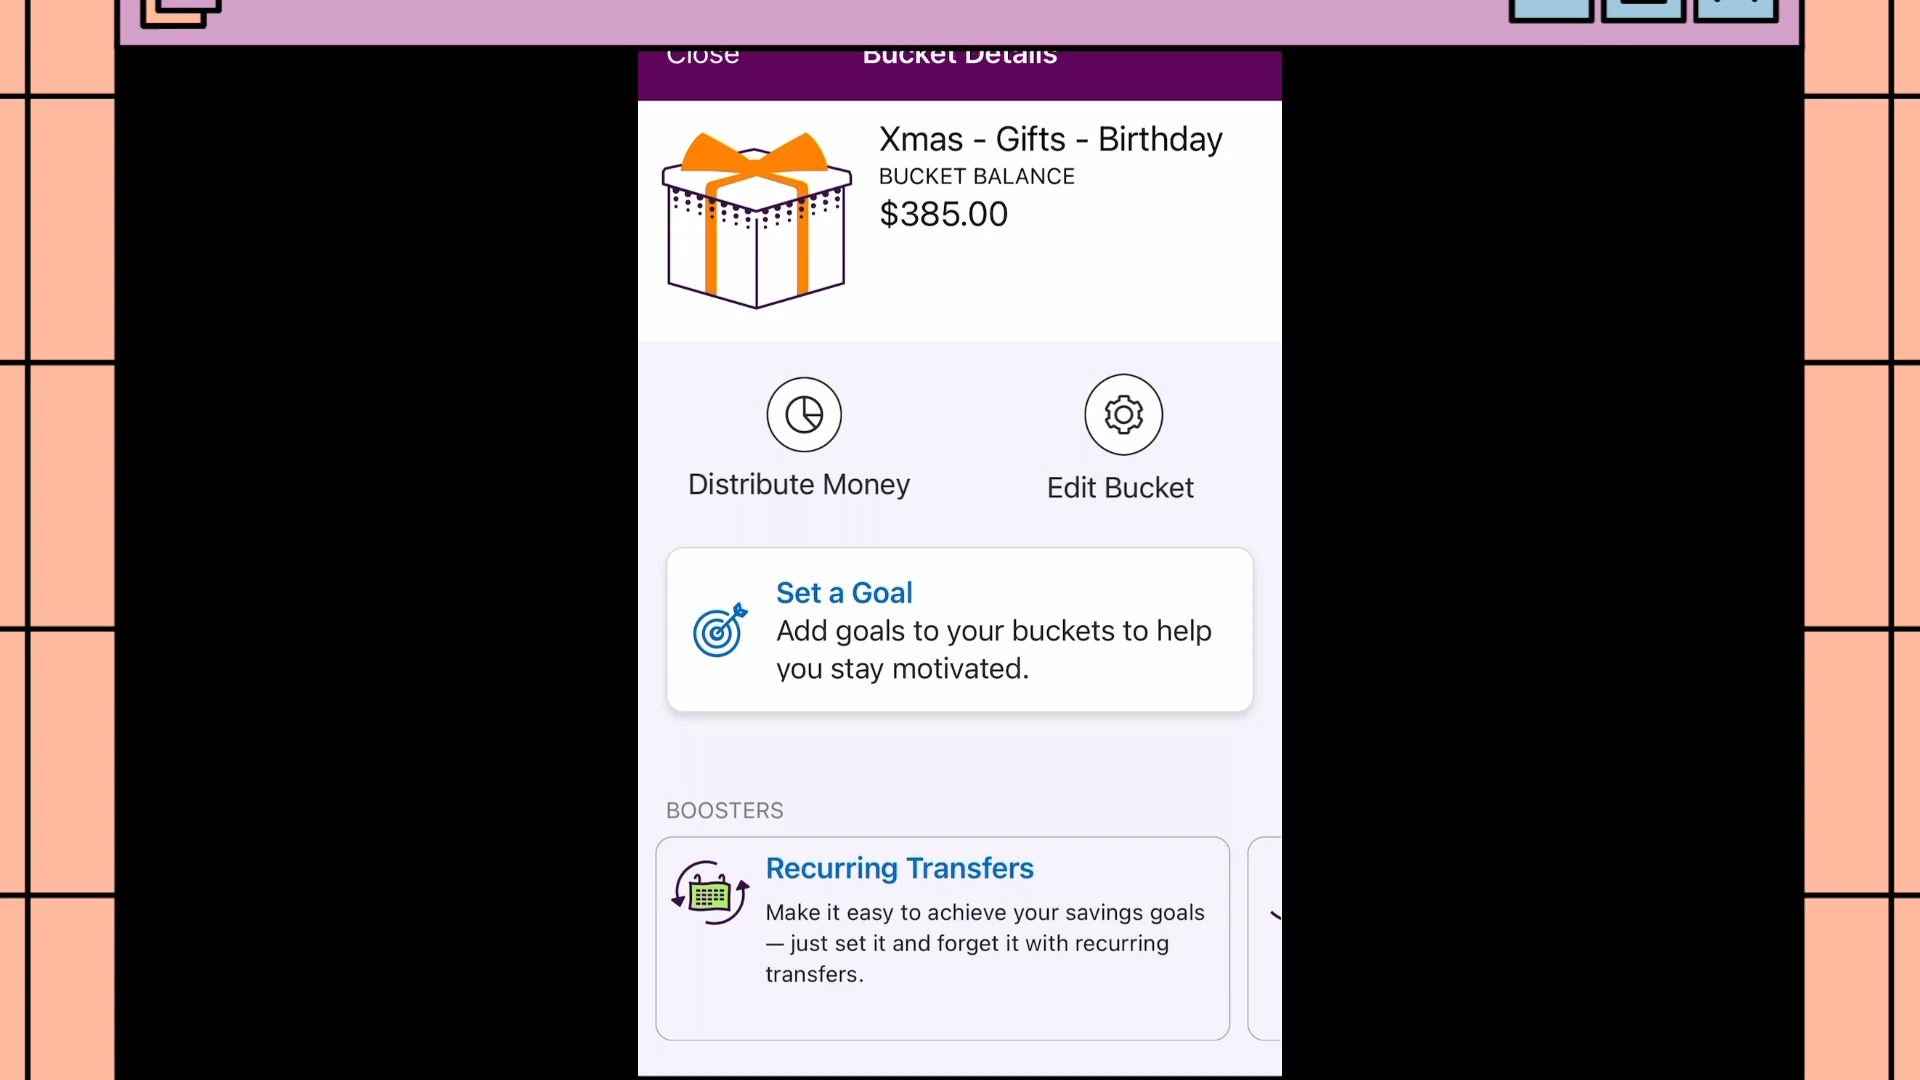 Close Bucket Details
Xmas - Gifts - Birthday
BUCKET BALANCE
$385.00
Distribute Money Edit Bucket
Set a Goal
Add goals to your buckets to help
you stay motivated.
BOOSTERS
Recurring Transfers
Make it easy to achieve your savings goals
— just set it and forget it with recurring
transfers.